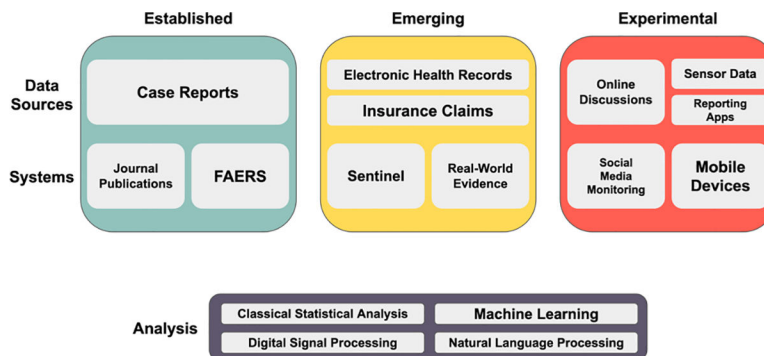 Established
Emerging
Experimental
Data
Sources
Case Reports
Electronic Health Records
Insurance Claims
Online
Discussions
Sensor Data
Reporting
Apps
Systems
Journal
Publications
FAERS
Sentinel
Real-World
Evidence
Social
Media
Monitoring
Mobile
Devices
Analysis
Classical Statistical Analysis
Machine Learning
Digital Signal Processing
Natural Language Processing